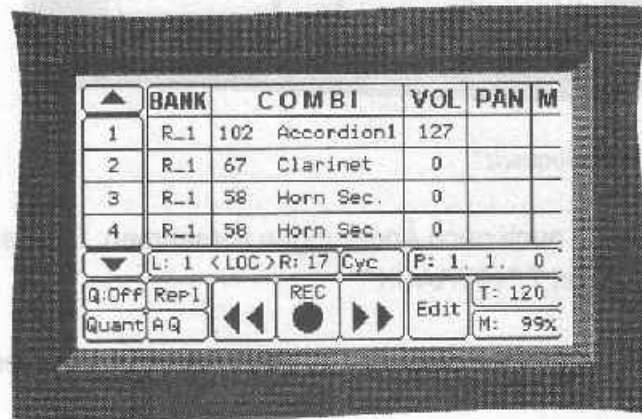 BANK COMBI VOL PAN M
1 R_1 102 Accordion1 127
2 R_1 67 Clarinet 0
3 R_1 58 Horn Sec. 0
4 R_1 58 Horn Sec. 0
L: 1 <LOC>R: 17 Cyc P: 1. 1. 0
Q:Off Repl REC Edit T: 120
Quant AQ M: 99%